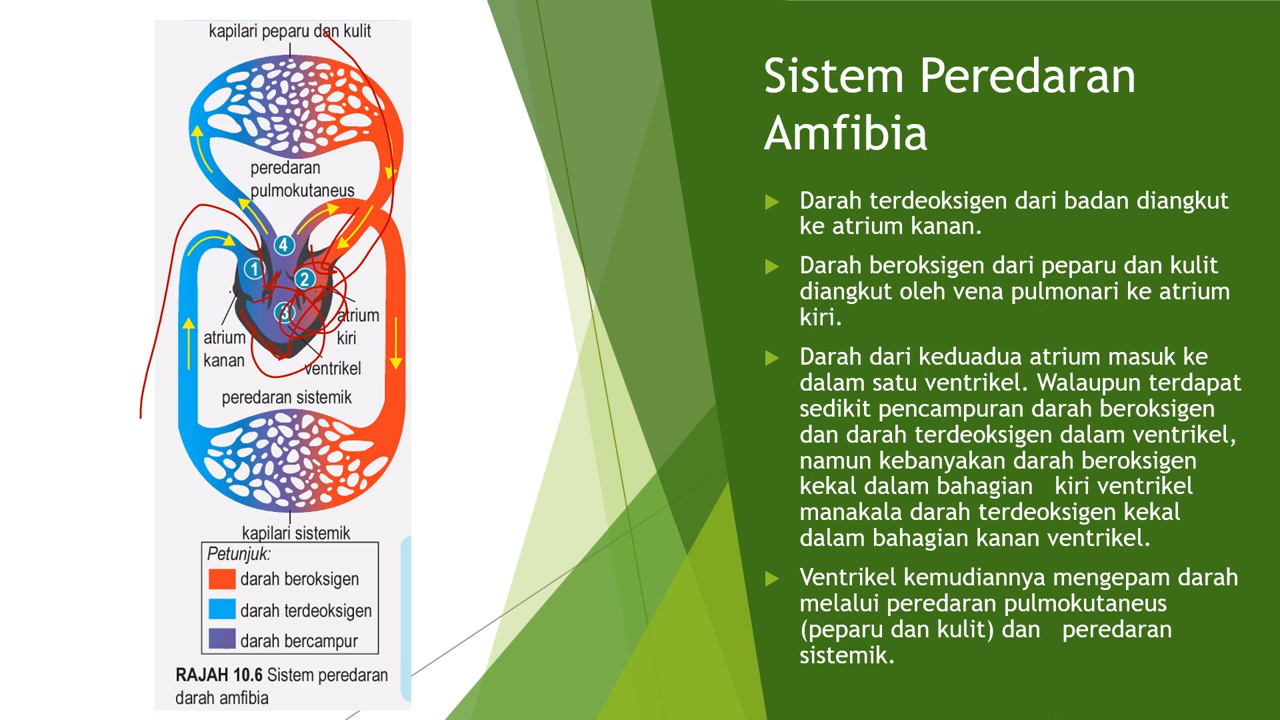 kapilari peparu dan kulit
peredaran
pulmokutaneus
4
1
2
3
atrium
kiri
atrium
kanan
ventrikel
peredaran sistemik
kapilari sistemik
Petunjuk:
darah beroksigen
darah terdeoksigen
darah bercampur
RAJAH 10.6 Sistem peredaran
darah amfibia
Sistem Peredaran
Amfibia
Darah terdeoksigen dari badan diangkut
ke atrium kanan.
Darah beroksigen dari peparu dan kulit
diangkut oleh vena pulmonari ke atrium
kiri.
Darah dari keduadua atrium masuk ke
dalam satu ventrikel. Walaupun terdapat
sedikit pencampuran darah beroksigen
dan darah terdeoksigen dalam ventrikel,
namun kebanyakan darah beroksigen
kekal dalam bahagian kiri ventrikel
manakala darah terdeoksigen kekal
dalam bahagian kanan ventrikel.
Ventrikel kemudiannya mengepam darah
melalui peredaran pulmokutaneus
(peparu dan kulit) dan peredaran
sistemik.